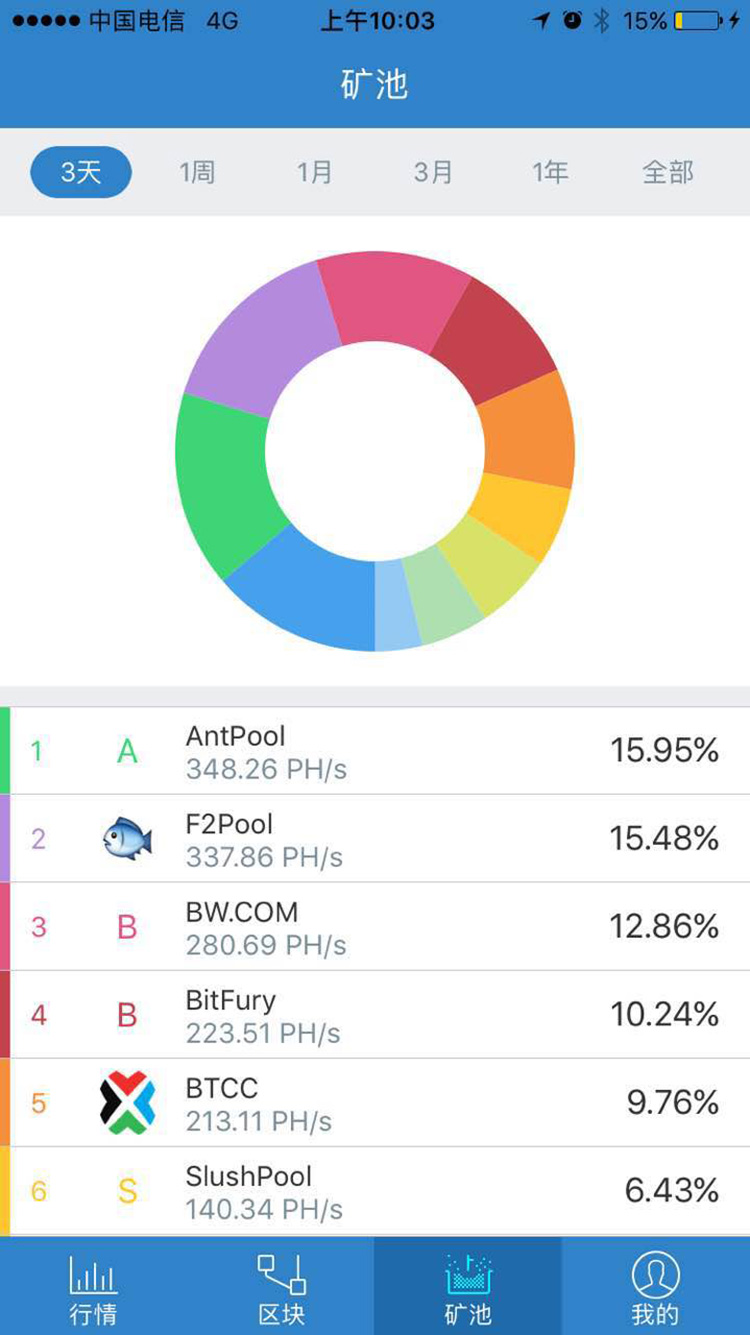 中国电信 4G 上午10:03 15%
矿池
3天 1周 1月 3月 1年 全部
1 A AntPool 15.95%
348.26 PH/s
2 F2Pool 15.48%
337.86 PH/s
3 B BW.COM 12.86%
280.69 PH/s
4 B BitFury 10.24%
223.51 PH/s
5 BTCC 9.76%
213.11 PH/s
6 S SlushPool 6.43%
140.34 PH/s
行情 区块 矿池 我的